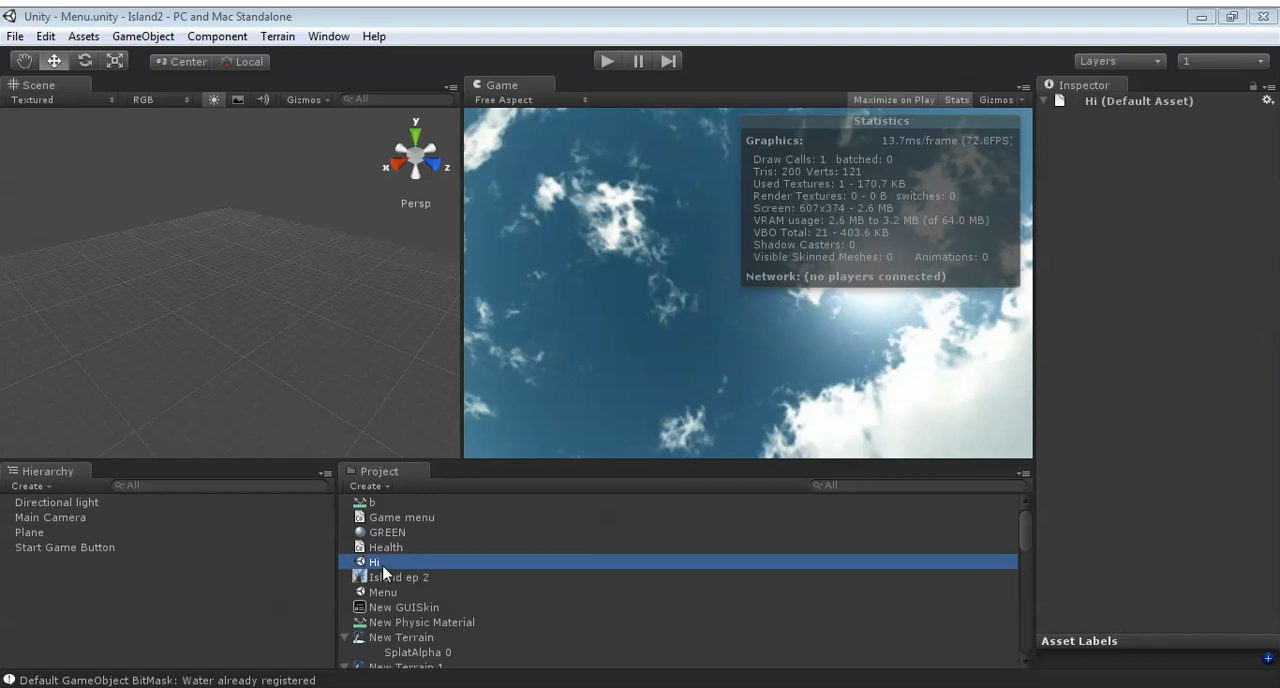 Unity - Menu.unity - Island2 - PC and Mac Standalone
File Edit Assets GameObject Component Terrain Window Help
Center Local Layers 1
Scene Game Inspector
Textured RGB Gizmos All Free Aspect Maximize on Play Stats Gizmos Hi (Default Asset)
Statistics
Graphics: 13.7ms/frame (72.8FPS)
Draw Calls: 1 batched: 0
Tris: 200 Verts: 121
Used Textures: 1 - 170.7 KB
Render Textures: 0 - 0 B switches: 0
Screen: 607x374 - 2.6 MB
VRAM usage: 2.6 MB to 3.2 MB (of 64.0 MB)
VBO Total: 21 - 403.6 KB
Shadow Casters: 0
Visible Skinned Meshes: 0 Animations: 0
Network: (no players connected)
y
x z
Persp
Hierarchy
Create All
Directional light
Main Camera
Plane
Start Game Button
Project
Create All
b
Game menu
GREEN
Health
Hi
Island ep 2
Menu
New GUISkin
New Physic Material
New Terrain
SplatAlpha 0
New Terrain 1
Asset Labels
Default GameObject BitMask: Water already registered